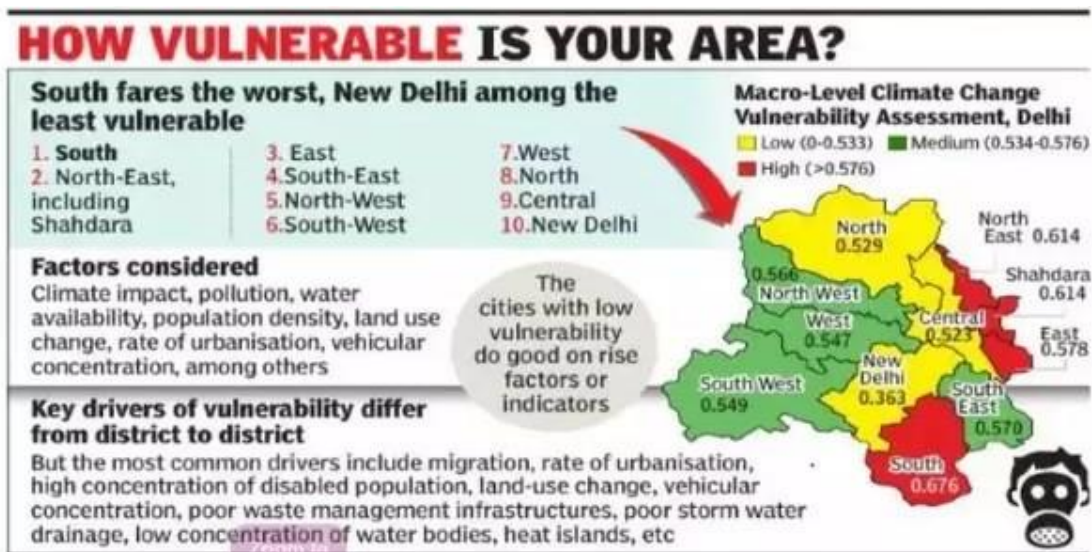 HOW VULNERABLE IS YOUR AREA?
South fares the worst, New Delhi among the
least vulnerable
1. South
2. North-East,
including
Shahdara
3. East
4.South-East
5.North-West
6.South-West
7.West
8.North
9.Central
10.New Delhi
Factors considered
Climate impact, pollution, water
availability, population density, land use
change, rate of urbanisation, vehicular
concentration, among others
The
cities with low
vulnerability
do good on rise
factors or
indicators
Key drivers of vulnerability differ
from district to district
But the most common drivers include migration, rate of urbanisation,
high concentration of disabled population, land-use change, vehicular
concentration, poor waste management infrastructures, poor storm water
drainage, low concentration of water bodies, heat islands, etc
Macro-Level Climate Change
Vulnerability Assessment, Delhi
Low (0-0.533) Medium (0.534-0.576)
High (>0.576)
North
0.529
North
East 0.614
Shahdara
0.614
0.566
North West
West
0.547
Central
0.523
East
0.578
New
Delhi
0.363
South West
0.549
South
East
0.570
South
0.676